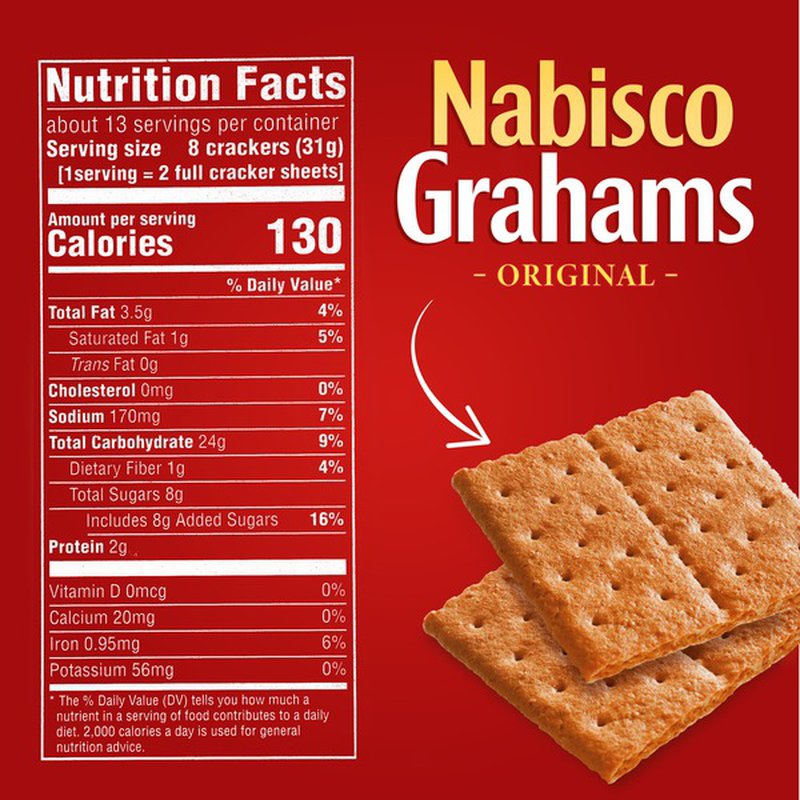 Nutrition Facts
about 13 servings per container
Serving size 8 crackers (31g)
[1serving = 2 full cracker sheets]
Amount per serving
Calories 130
% Daily Value*
Total Fat 3.5g 4%
Saturated Fat 1g 5%
Trans Fat 0g
Cholesterol 0mg 0%
Sodium 170mg 7%
Total Carbohydrate 24g 9%
Dietary Fiber 1g 4%
Total Sugars 8g
Includes 8g Added Sugars 16%
Protein 2g
Vitamin D 0mcg 0%
Calcium 20mg 0%
Iron 0.95mg 6%
Potassium 56mg 0%
* The % Daily Value (DV) tells you how much a
nutrient in a serving of food contributes to a daily
diet. 2,000 calories a day is used for general
nutrition advice.
Nabisco
Grahams
- ORIGINAL -